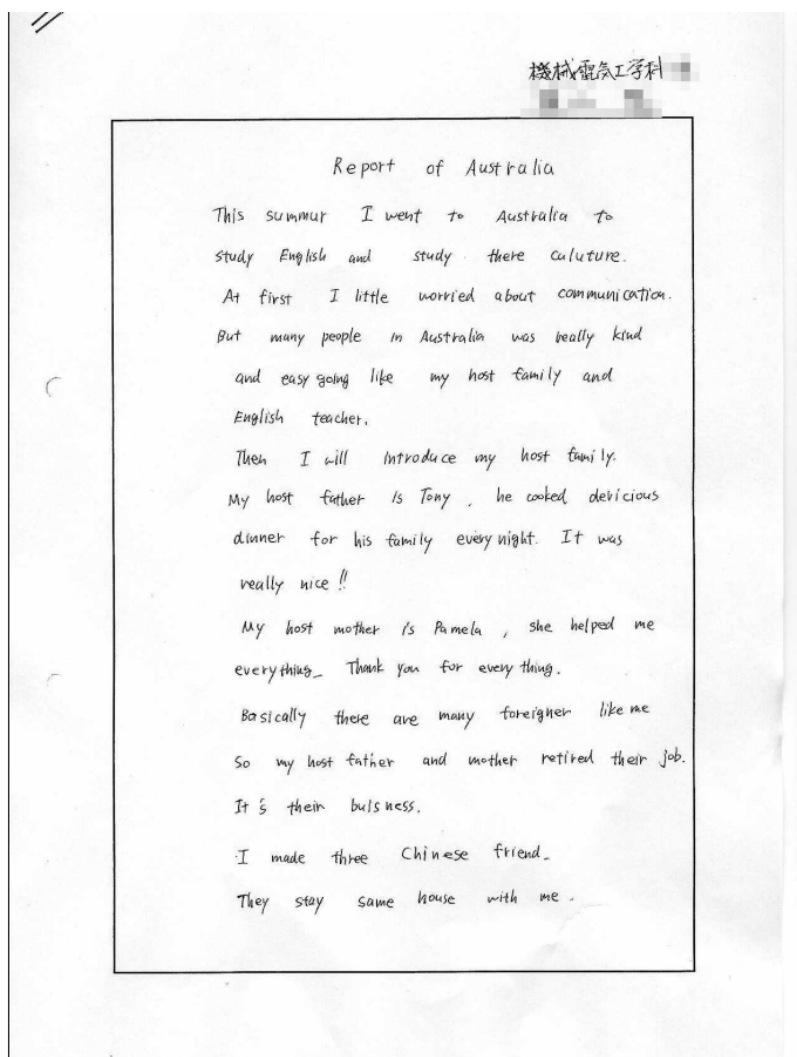 機械電気工学科
Report of Australia
This summur I went to Australia to
study English and study there caluture.
At first I little worried about communication.
But many people in Australia was really kind
and easy going like my host family and
English teacher.
Then I will introduce my host family.
My host father is Tony, he cooked devicious
dinner for his family every night. It was
really nice!!
My host mother is Pamela, she helped me
everything. Thank you for every thing.
Basically there are many foreigner like me
So my host father and mother retired their job.
It's their buisness.
I made three Chinese friend.
They stay same house with me.